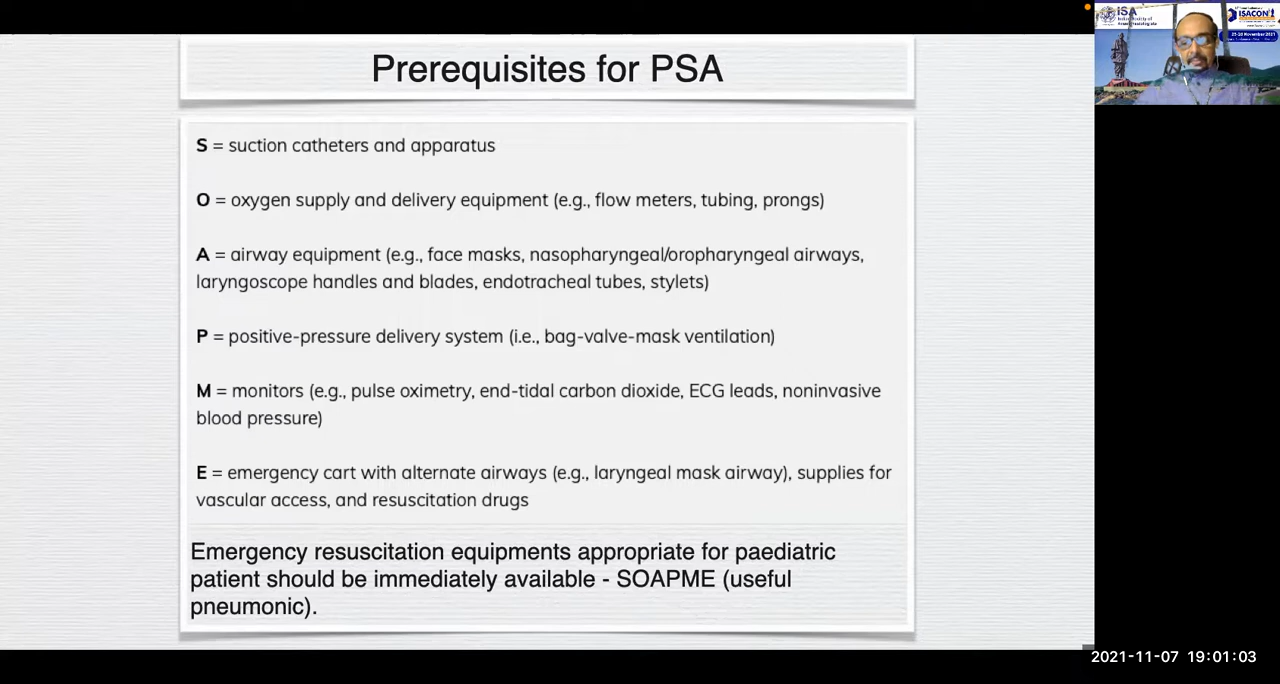 Prerequisites for PSA
S = suction catheters and apparatus
O = oxygen supply and delivery equipment (e.g., flow meters, tubing, prongs)
A = airway equipment (e.g., face masks, nasopharyngeal/oropharyngeal airways,
laryngoscope handles and blades, endotracheal tubes, stylets)
P = positive-pressure delivery system (i.e., bag-valve-mask ventilation)
M = monitors (e.g., pulse oximetry, end-tidal carbon dioxide, ECG leads, noninvasive
blood pressure)
E = emergency cart with alternate airways (e.g., laryngeal mask airway), supplies for
vascular access, and resuscitation drugs
Emergency resuscitation equipments appropriate for paediatric
patient should be immediately available - SOAPME (useful
pneumonic).
ISA
ISACON
2021-11-07 19:01:03